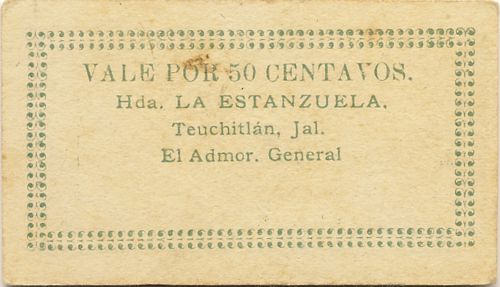 VALE POR 50 CENTAVOS.
Hda. LA ESTANZUELA.
Teuchitlán, Jal.
El Admor. General